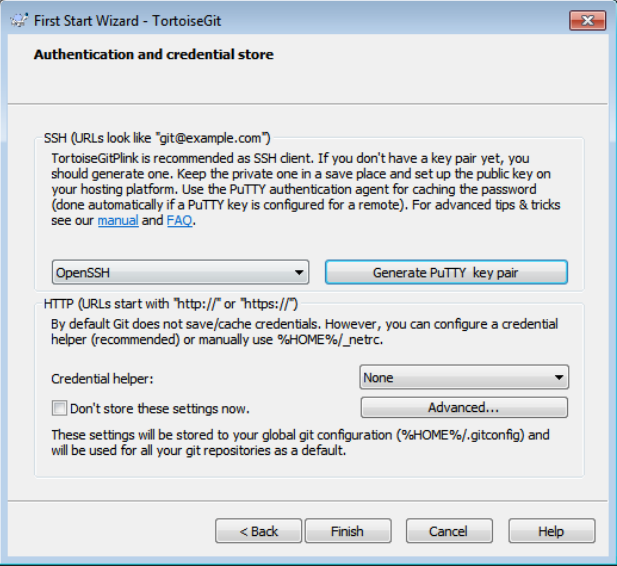 First Start Wizard - TortoiseGit
Authentication and credential store
SSH (URLs look like "git@example.com")
TortoiseGitPlink is recommended as SSH client. If you don't have a key pair yet, you
should generate one. Keep the private one in a save place and set up the public key on
your hosting platform. Use the PuTTY authentication agent for caching the password
(done automatically if a PuTTY key is configured for a remote). For advanced tips & tricks
see our manual and FAQ.
OpenSSH
Generate PuTTY key pair
HTTP (URLs start with "http://" or "https://")
By default Git does not save/cache credentials. However, you can configure a credential
helper (recommended) or manually use %HOME%/_netrc.
Credential helper:
None
Don't store these settings now.
Advanced...
These settings will be stored to your global git configuration (%HOME%/.gitconfig) and
will be used for all your git repositories as a default.
< Back
Finish
Cancel
Help